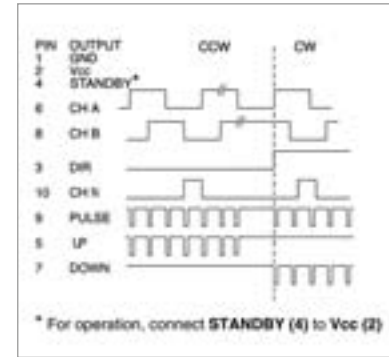 PIN OUTPUT CCW CW
1 GND
2 Vcc
4 STANDBY*
6 CH A
8 CH B
3 DIR
10 CH
9 PULSE
5 UP
7 DOWN
* For operation, connect STANDBY (4) to Vcc (2)